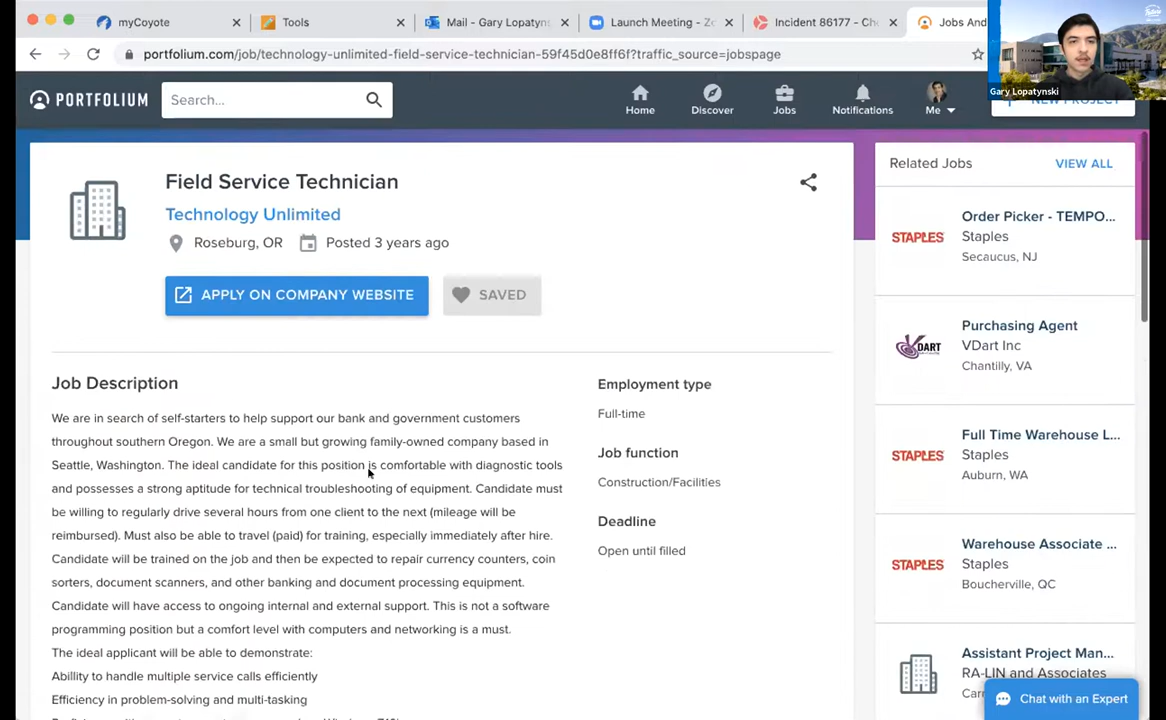 myCoyote
Tools
Mail - Gary Lopatyn
Launch Meeting - Z
Incident 86177 - Ch
Jobs And
portfolium.com/job/technology-unlimited-field-service-technician-59f45d0e8ff6f?traffic_source=jobspage
Gary Lopatynski
PORTFOLIUM
Search...
Home
Discover
Jobs
Notifications
Me
NEW PROJECT
Field Service Technician
Technology Unlimited
Roseburg, OR
Posted 3 years ago
APPLY ON COMPANY WEBSITE
SAVED
Job Description
We are in search of self-starters to help support our bank and government customers
throughout southern Oregon. We are a small but growing family-owned company based in
Seattle, Washington. The ideal candidate for this position is comfortable with diagnostic tools
and possesses a strong aptitude for technical troubleshooting of equipment. Candidate must
be willing to regularly drive several hours from one client to the next (mileage will be
reimbursed). Must also be able to travel (paid) for training, especially immediately after hire.
Candidate will be trained on the job and then be expected to repair currency counters, coin
sorters, document scanners, and other banking and document processing equipment.
Candidate will have access to ongoing internal and external support. This is not a software
programming position but a comfort level with computers and networking is a must.
The ideal applicant will be able to demonstrate:
Abillity to handle multiple service calls efficiently
Efficiency in problem-solving and multi-tasking
Employment type
Full-time
Job function
Construction/Facilities
Deadline
Open until filled
Related Jobs
VIEW ALL
STAPLES
Order Picker - TEMPO...
Staples
Secaucus, NJ
VDART
Purchasing Agent
VDart Inc
Chantilly, VA
STAPLES
Full Time Warehouse L...
Staples
Auburn, WA
STAPLES
Warehouse Associate ...
Staples
Boucherville, QC
Assistant Project Man...
RA-LIN and Associates
Chat with an Expert